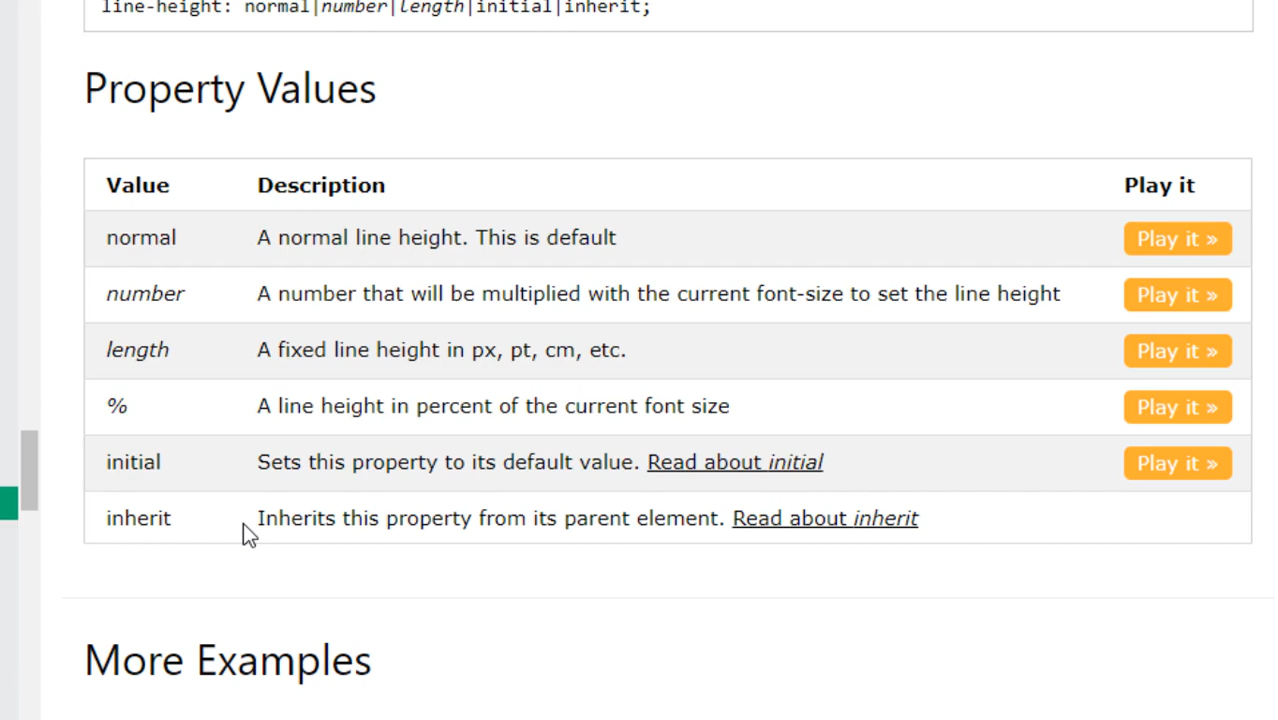 line-height: normal|number|length|initial|inherit;
Property Values
Value Description Play it
normal A normal line height. This is default Play it »
number A number that will be multiplied with the current font-size to set the line height Play it »
length A fixed line height in px, pt, cm, etc. Play it »
% A line height in percent of the current font size Play it »
initial Sets this property to its default value. Read about initial Play it »
inherit Inherits this property from its parent element. Read about inherit
More Examples